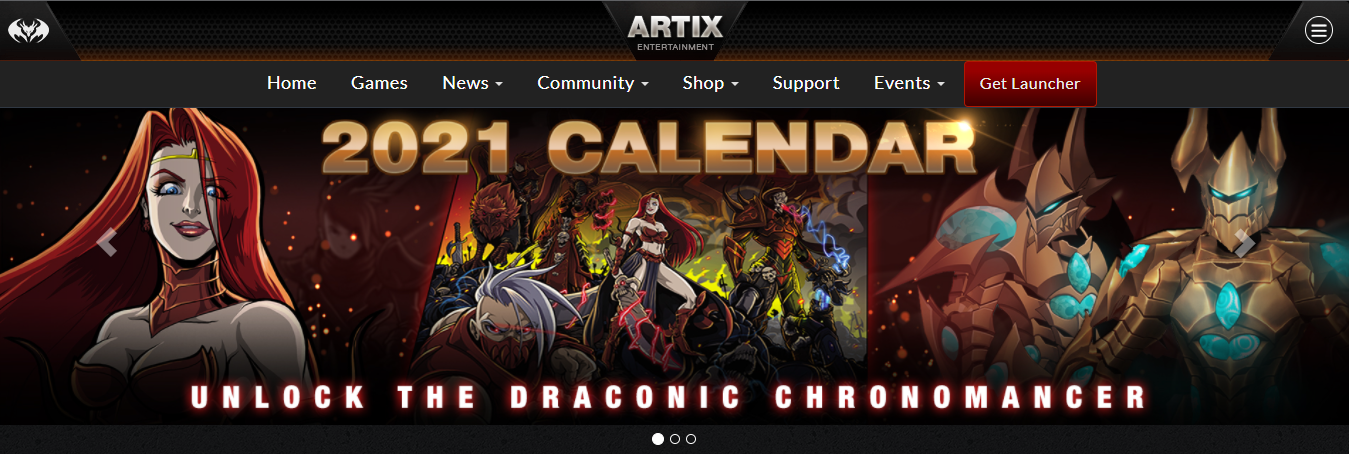 ARTIX
ENTERTAINMENT
Home Games News Community Shop Support Events Get Launcher
2021 CALENDAR
UNLOCK THE DRACONIC CHRONOMANCER